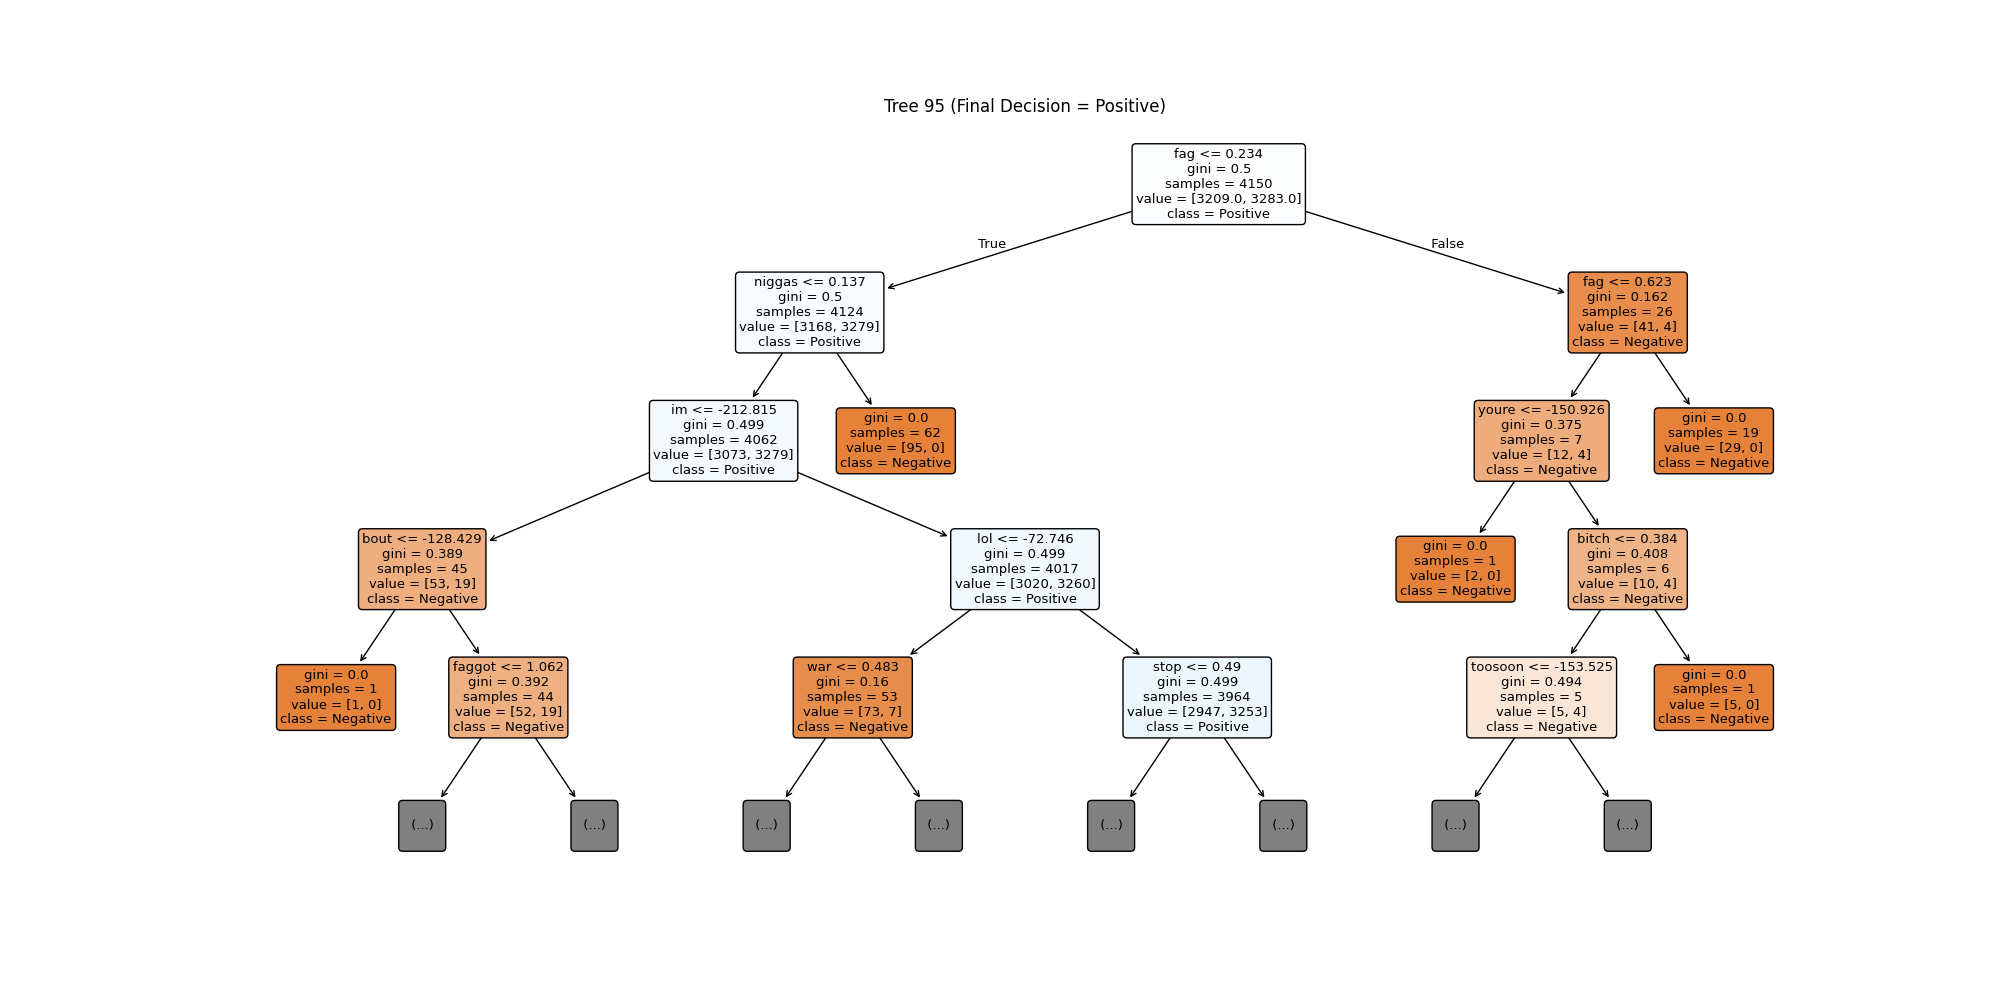 Tree 95 (Final Decision = Positive)
fag <= 0.234
gini = 0.5
samples = 4150
value = [3209.0, 3283.0]
class = Positive
True
False
niggas <= 0.137
gini = 0.5
samples = 4124
value = [3168, 3279]
class = Positive
fag <= 0.623
gini = 0.162
samples = 26
value = [41, 4]
class = Negative
im <= -212.815
gini = 0.499
samples = 4062
value = [3073, 3279]
class = Positive
gini = 0.0
samples = 62
value = [95, 0]
class = Negative
youre <= -150.926
gini = 0.375
samples = 7
value = [12, 4]
class = Negative
gini = 0.0
samples = 19
value = [29, 0]
class = Negative
bout <= -128.429
gini = 0.389
samples = 45
value = [53, 19]
class = Negative
lol <= -72.746
gini = 0.499
samples = 4017
value = [3020, 3260]
class = Positive
gini = 0.0
samples = 1
value = [2, 0]
class = Negative
bitch <= 0.384
gini = 0.408
samples = 6
value = [10, 4]
class = Negative
gini = 0.0
samples = 1
value = [1, 0]
class = Negative
faggot <= 1.062
gini = 0.392
samples = 44
value = [52, 19]
class = Negative
war <= 0.483
gini = 0.16
samples = 53
value = [73, 7]
class = Negative
stop <= 0.49
gini = 0.499
samples = 3964
value = [2947, 3253]
class = Positive
toosoon <= -153.525
gini = 0.494
samples = 5
value = [5, 4]
class = Negative
gini = 0.0
samples = 1
value = [5, 0]
class = Negative
(...)
(...)
(...)
(...)
(...)
(...)
(...)
(...)